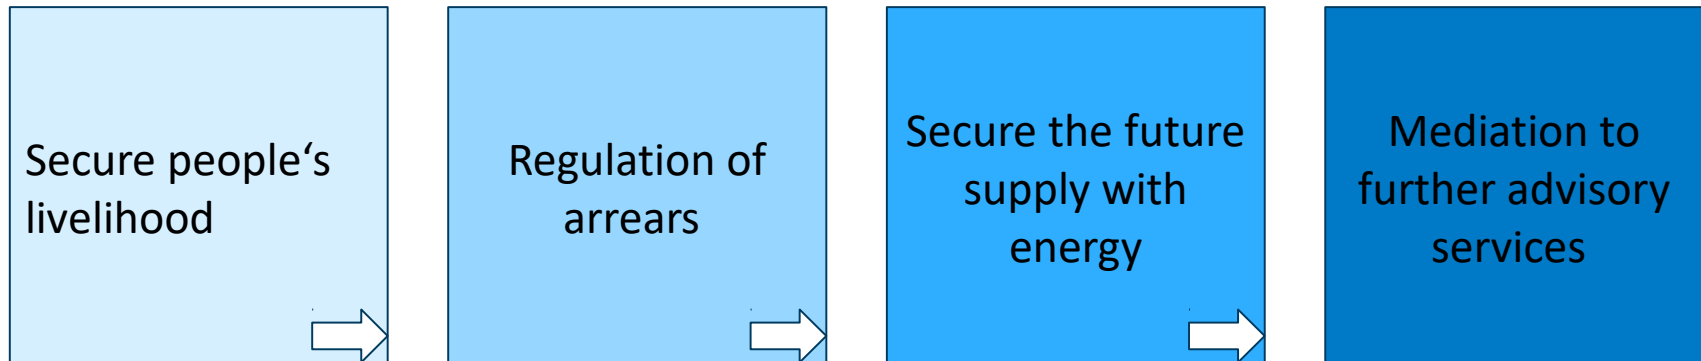 Secure people‘s
livelihood
Regulation of
arrears
Secure the future
supply with
energy
Mediation to
further advisory
services